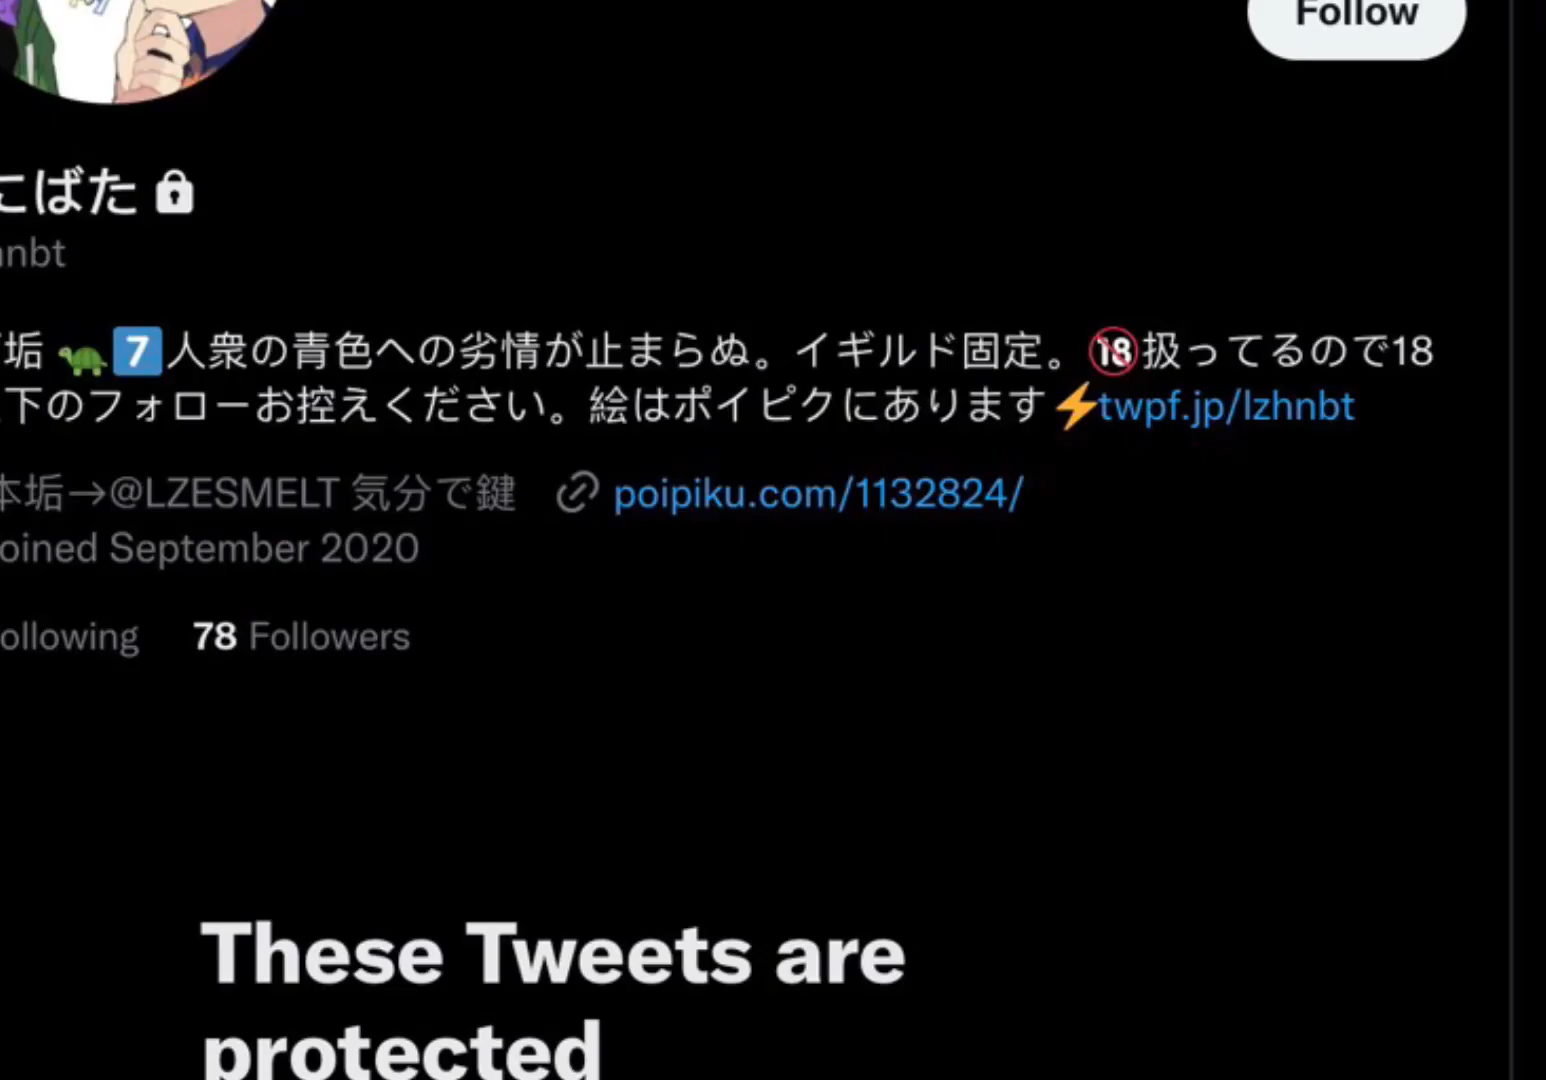 Follow
こばた
nbt
垢 🐢7️⃣人衆の青色への劣情が止まらぬ。イギルド固定。🔞扱ってるので18
下のフォローお控えください。絵はポイピクにあります⚡twpf.jp/lzhnbt
本垢→@LZESMELT 気分で鍵 poipiku.com/1132824/
oined September 2020
ollowing 78 Followers
These Tweets are
protected